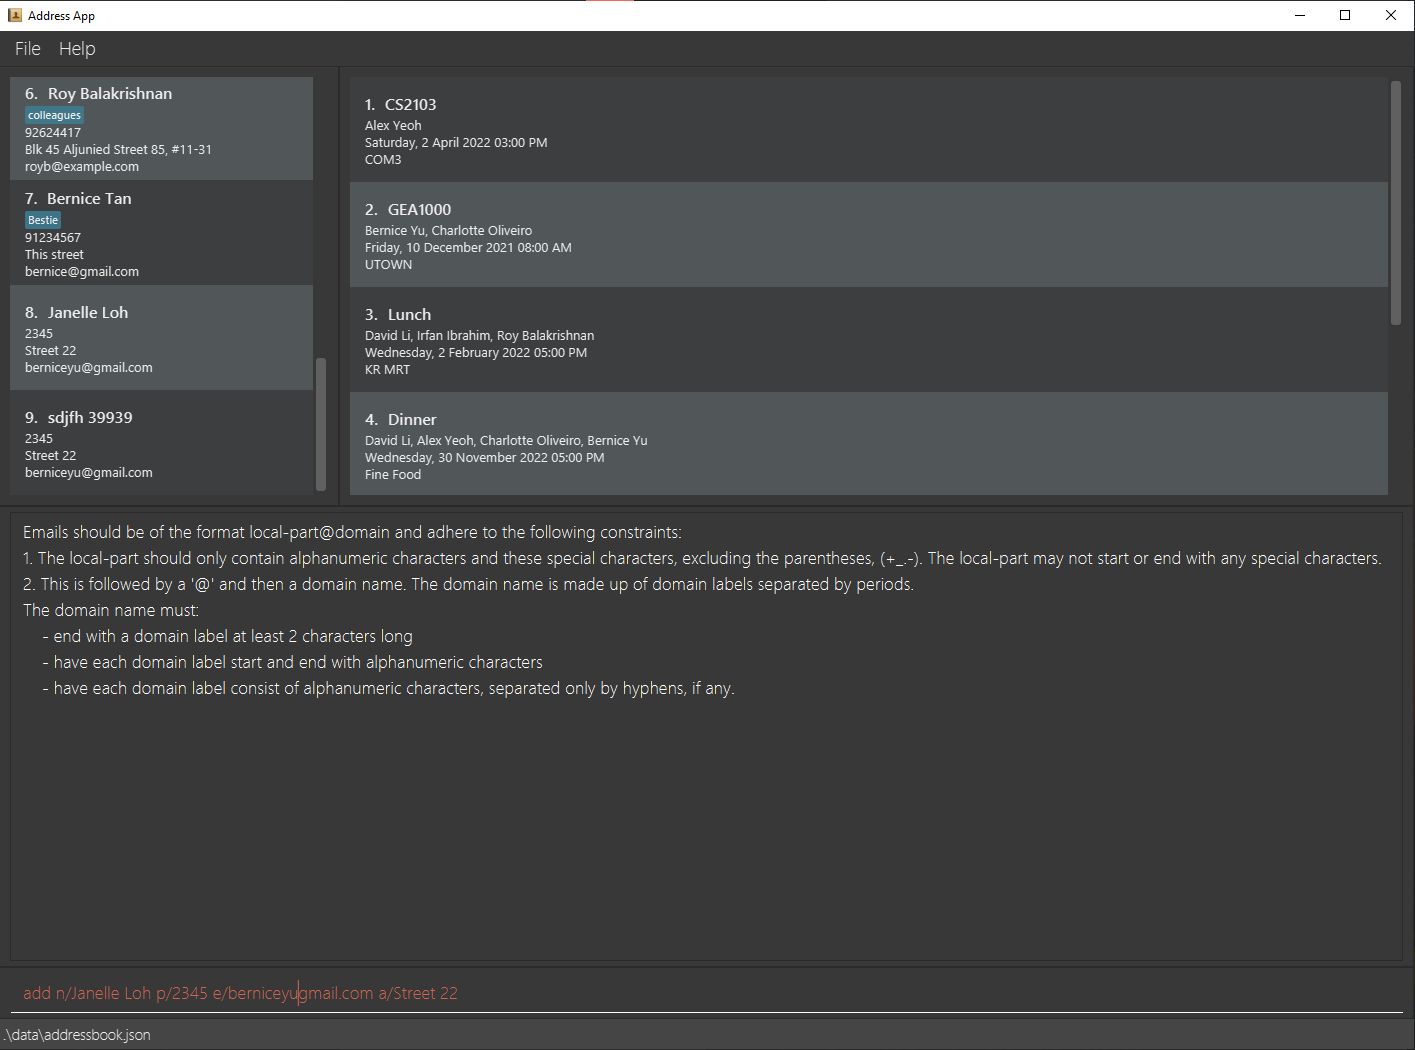 Address App
File Help
6. Roy Balakrishnan
colleagues
92624417
Blk 45 Aljunied Street 85, #11-31
royb@example.com
7. Bernice Tan
Bestie
91234567
This street
bernice@gmail.com
8. Janelle Loh
2345
Street 22
berniceyu@gmail.com
9. sdjfh 39939
2345
Street 22
berniceyu@gmail.com
1. CS2103
Alex Yeoh
Saturday, 2 April 2022 03:00 PM
COM3
2. GEA1000
Bernice Yu, Charlotte Oliveiro
Friday, 10 December 2021 08:00 AM
UTOWN
3. Lunch
David Li, Irfan Ibrahim, Roy Balakrishnan
Wednesday, 2 February 2022 05:00 PM
KR MRT
4. Dinner
David Li, Alex Yeoh, Charlotte Oliveiro, Bernice Yu
Wednesday, 30 November 2022 05:00 PM
Fine Food
Emails should be of the format local-part@domain and adhere to the following constraints:
1. The local-part should only contain alphanumeric characters and these special characters, excluding the parentheses, (+_.-). The local-part may not start or end with any special characters.
2. This is followed by a '@' and then a domain name. The domain name is made up of domain labels separated by periods.
The domain name must:
- end with a domain label at least 2 characters long
- have each domain label start and end with alphanumeric characters
- have each domain label consist of alphanumeric characters, separated only by hyphens, if any.
add n/Janelle Loh p/2345 e/berniceyugmail.com a/Street 22
.\data\addressbook.json